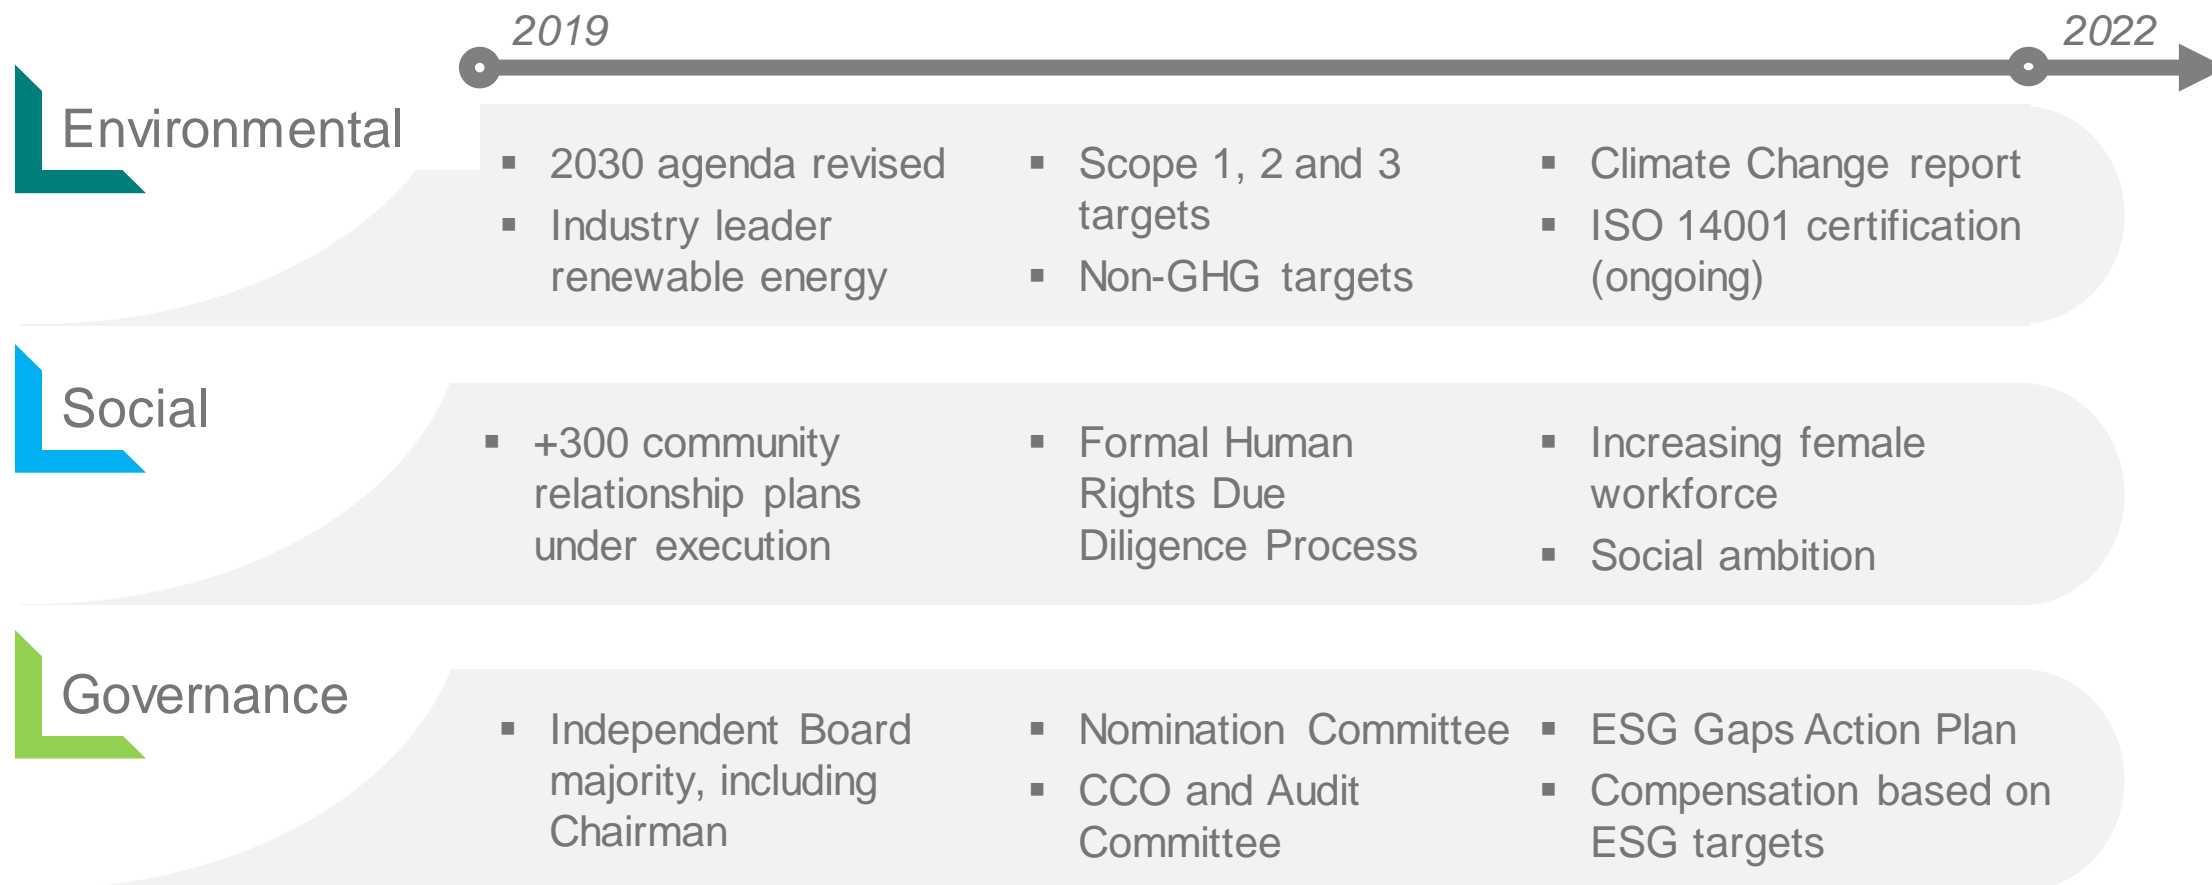 2019
2022
Environmental
▪ 2030 agenda revised
▪ Industry leader
renewable energy
▪ Scope 1, 2 and 3
targets
▪ Non-GHG targets
▪ Climate Change report
▪ ISO 14001 certification
(ongoing)
Social
▪ +300 community
relationship plans
under execution
▪ Formal Human
Rights Due
Diligence Process
▪ Increasing female
workforce
▪ Social ambition
Governance
▪ Independent Board
majority, including
Chairman
▪ Nomination Committee
▪ CCO and Audit
Committee
▪ ESG Gaps Action Plan
▪ Compensation based on
ESG targets